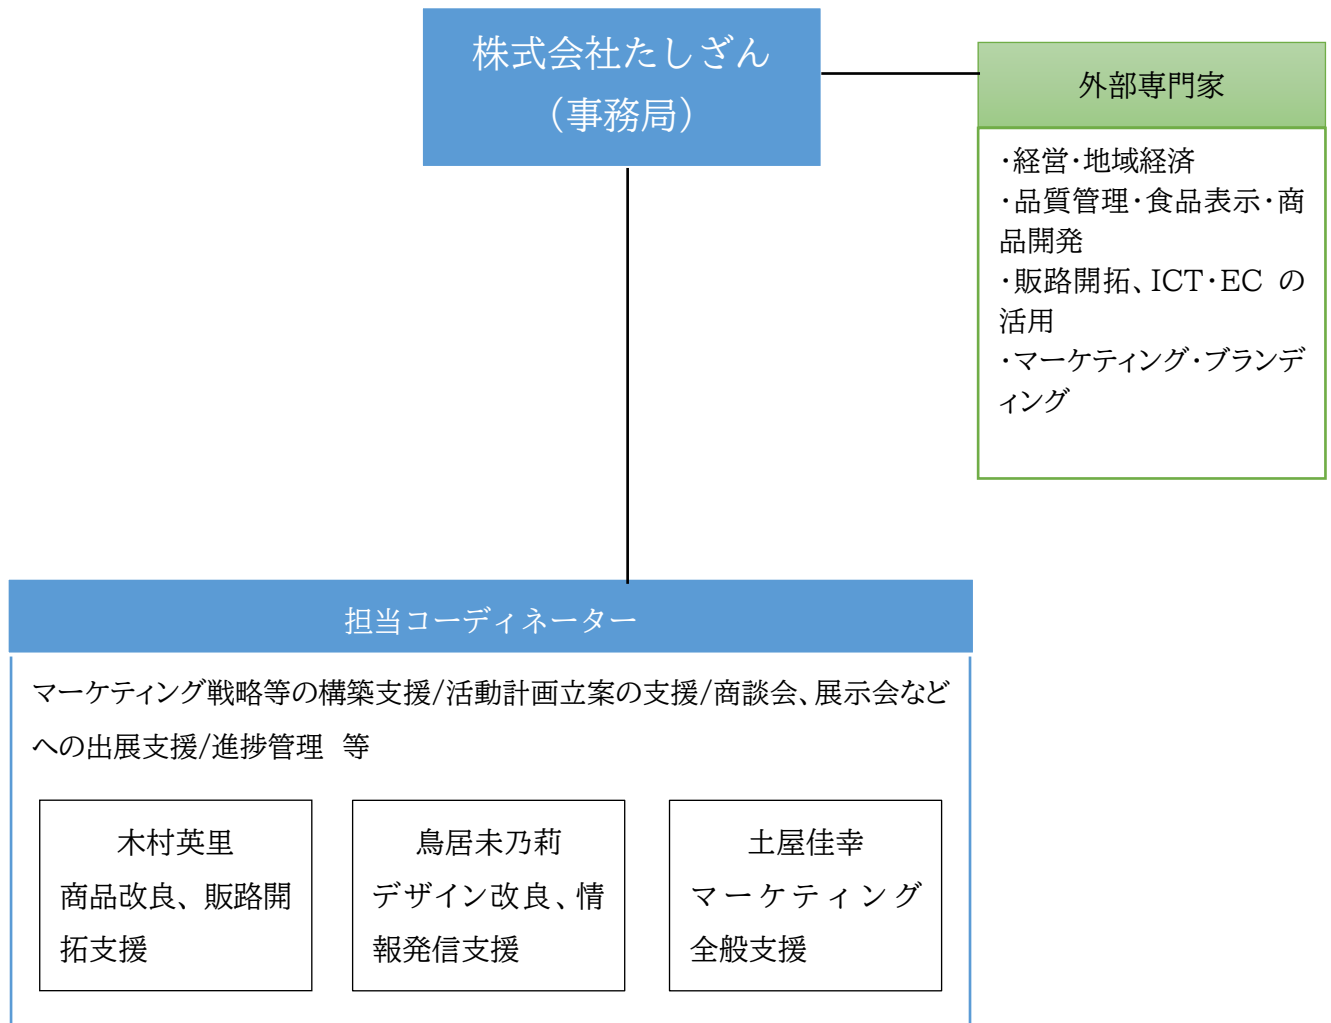 株式会社たしざん
（事務局）
外部専門家
・経営・地域経済
・品質管理・食品表示・商
品開発
・販路開拓、ICT・EC の
活用
・マーケティング・ブランデ
ィング
担当コーディネーター
マーケティング戦略等の構築支援/活動計画立案の支援/商談会、展示会など
への出展支援/進捗管理　等
木村英里
商品改良、販路開
拓支援
鳥居未乃莉
デザイン改良、情
報発信支援
土屋佳幸
マーケティング
全般支援